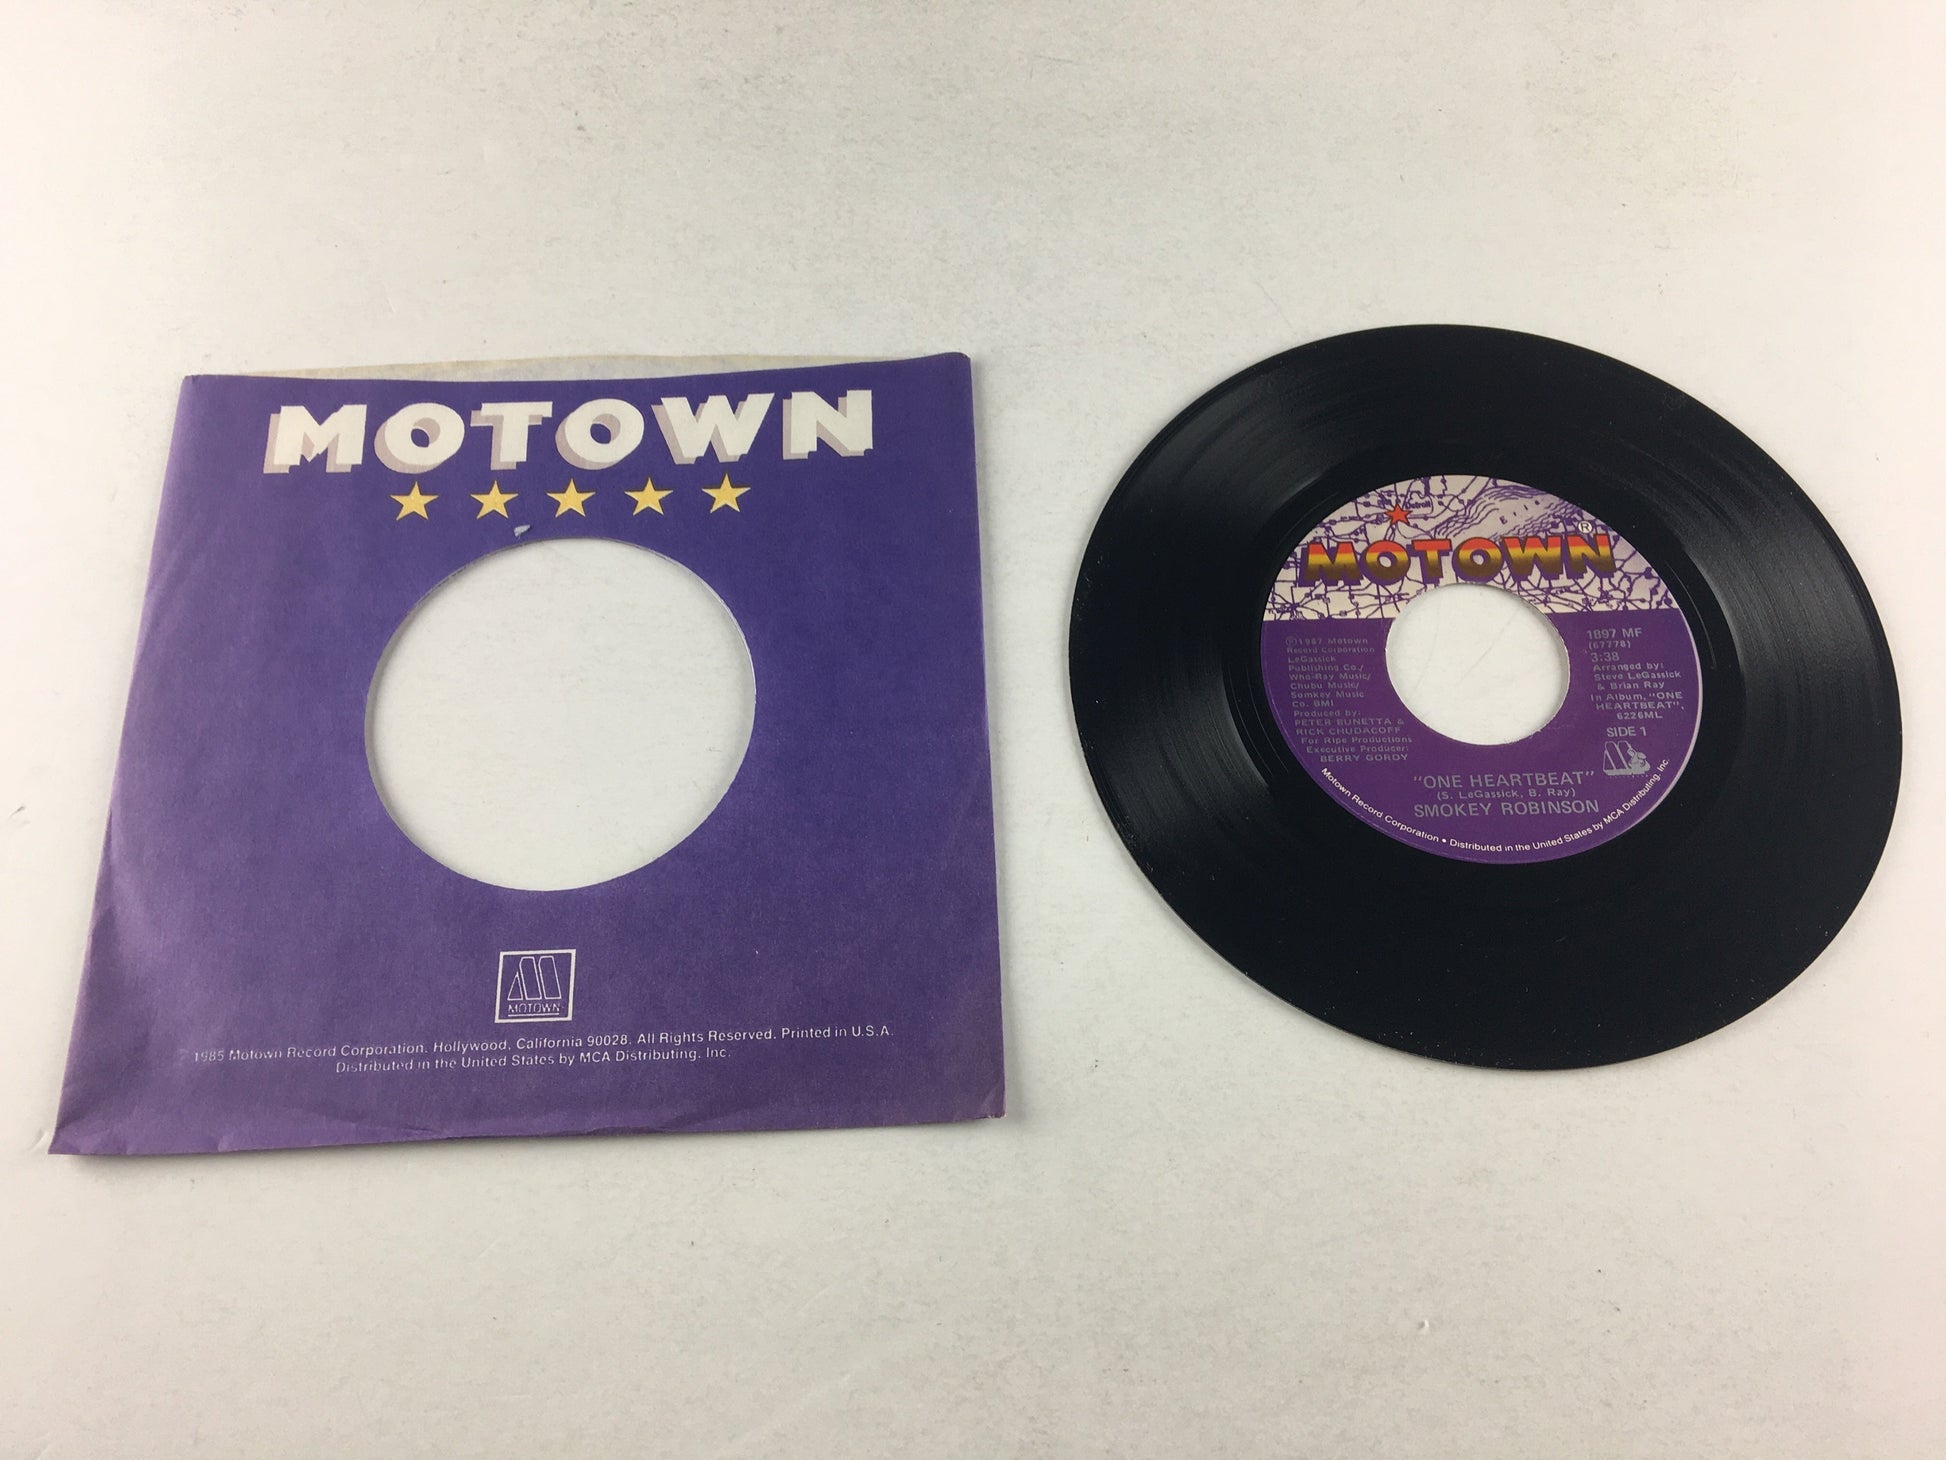 MOTOWN
MOTOWN
1985 Motown Record Corporation. Hollywood, California 90028. All Rights Reserved. Printed in U.S.A.
Distributed in the United States by MCA Distributing, Inc.
Detroit
Erie
MOTOWN®
℗1987 Motown
Record Corporation
LeGassick
Publishing Co./
Who-Ray Music/
Chubu Music/
Somkey Music
Co. BMI
Produced by:
PETER BUNETTA &
RICK CHUDACOFF
For Ripe Productions
Executive Producer:
BERRY GORDY
1897 MF
(67778)
3:38
Arranged by:
Steve LeGassick
& Brian Ray
In Album, "ONE
HEARTBEAT",
6226ML
SIDE 1
"ONE HEARTBEAT"
(S. LeGassick, B. Ray)
SMOKEY ROBINSON
Motown Record Corporation • Distributed in the United States by MCA Distributing, Inc.